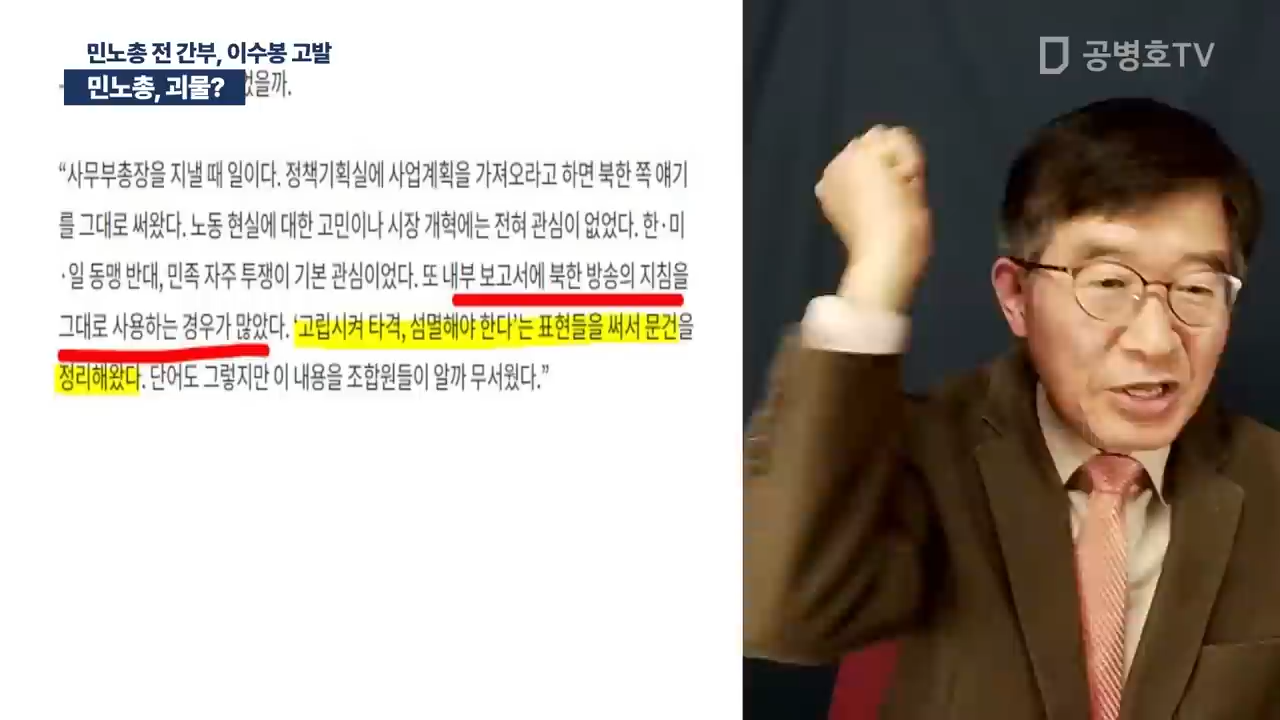 민노총 전 간부, 이수봉 고발
민노총, 괴물?
었을까.
공병호TV
“사무부총장을 지낼 때 일이다. 정책기획실에 사업계획을 가져오라고 하면 북한 쪽 얘기
를 그대로 써왔다. 노동 현실에 대한 고민이나 시장 개혁에는 전혀 관심이 없었다. 한·미
·일 동맹 반대, 민족 자주 투쟁이 기본 관심이었다. 또 내부 보고서에 북한 방송의 지침을
그대로 사용하는 경우가 많았다. ‘고립시켜 타격, 섬멸해야 한다’는 표현들을 써서 문건을
정리해왔다. 단어도 그렇지만 이 내용을 조합원들이 알까 무서웠다.”